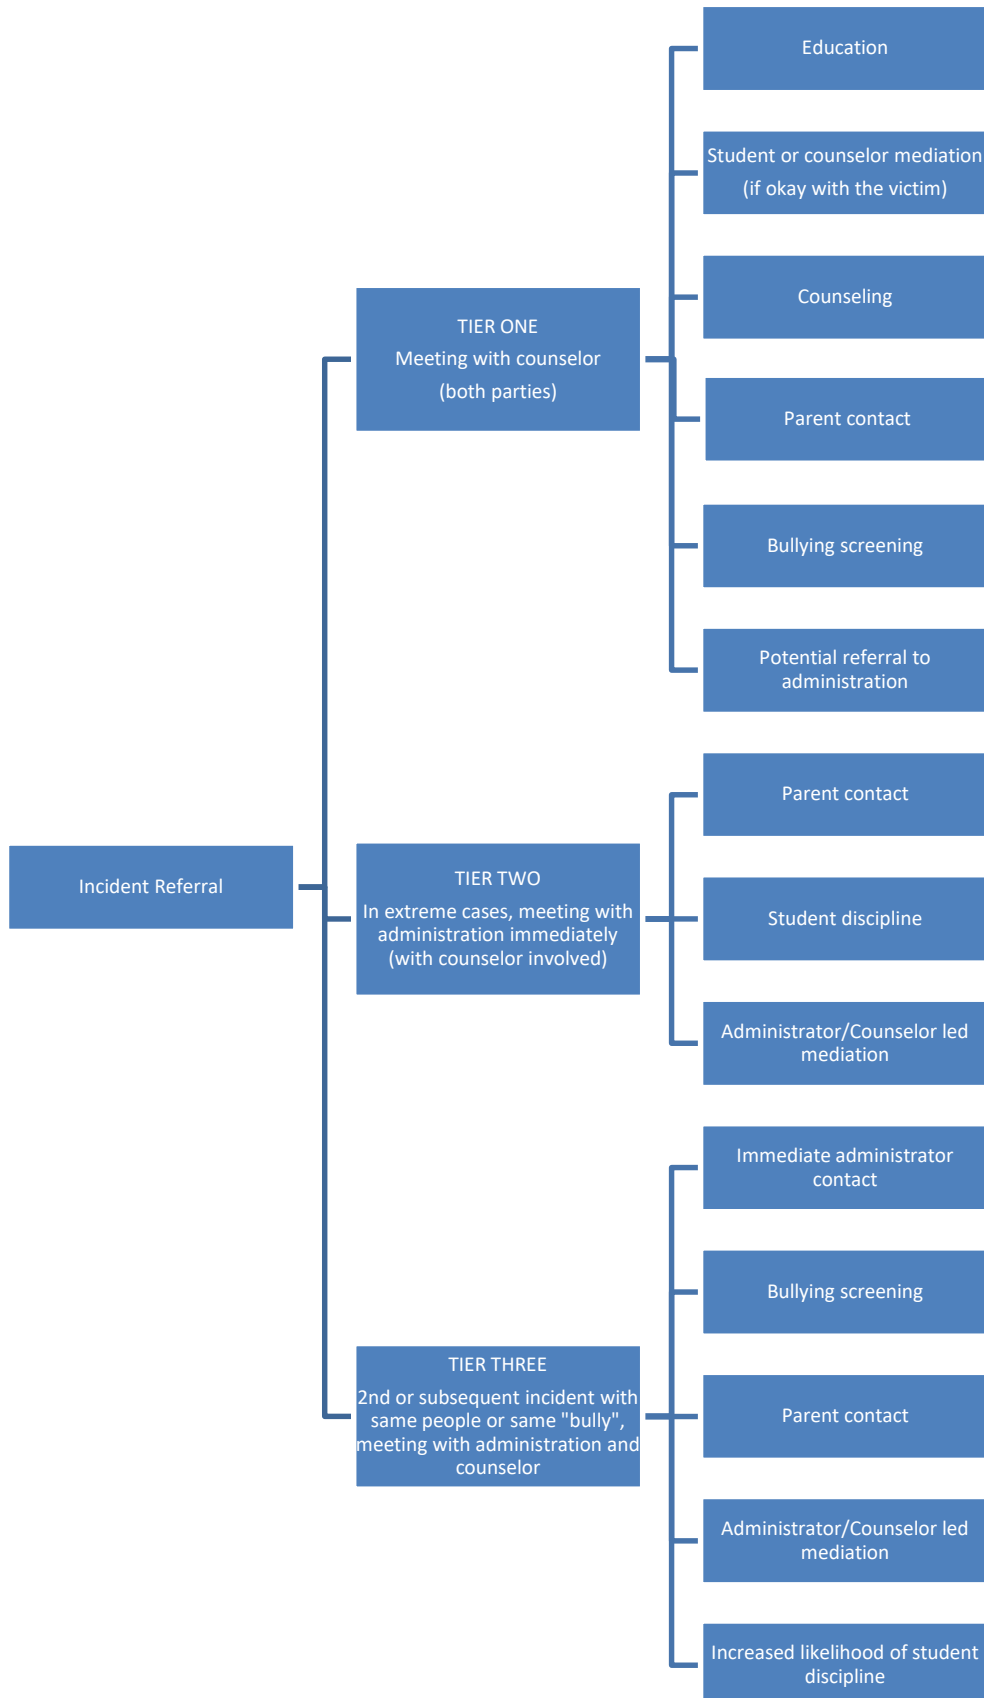 Incident Referral
TIER ONE
Meeting with counselor
(both parties)
Education
Student or counselor mediation
(if okay with the victim)
Counseling
Parent contact
Bullying screening
Potential referral to
administration
TIER TWO
In extreme cases, meeting with
administration immediately
(with counselor involved)
Parent contact
Student discipline
Administrator/Counselor led
mediation
TIER THREE
2nd or subsequent incident with
same people or same "bully",
meeting with administration and
counselor
Immediate administrator
contact
Bullying screening
Parent contact
Administrator/Counselor led
mediation
Increased likelihood of student
discipline